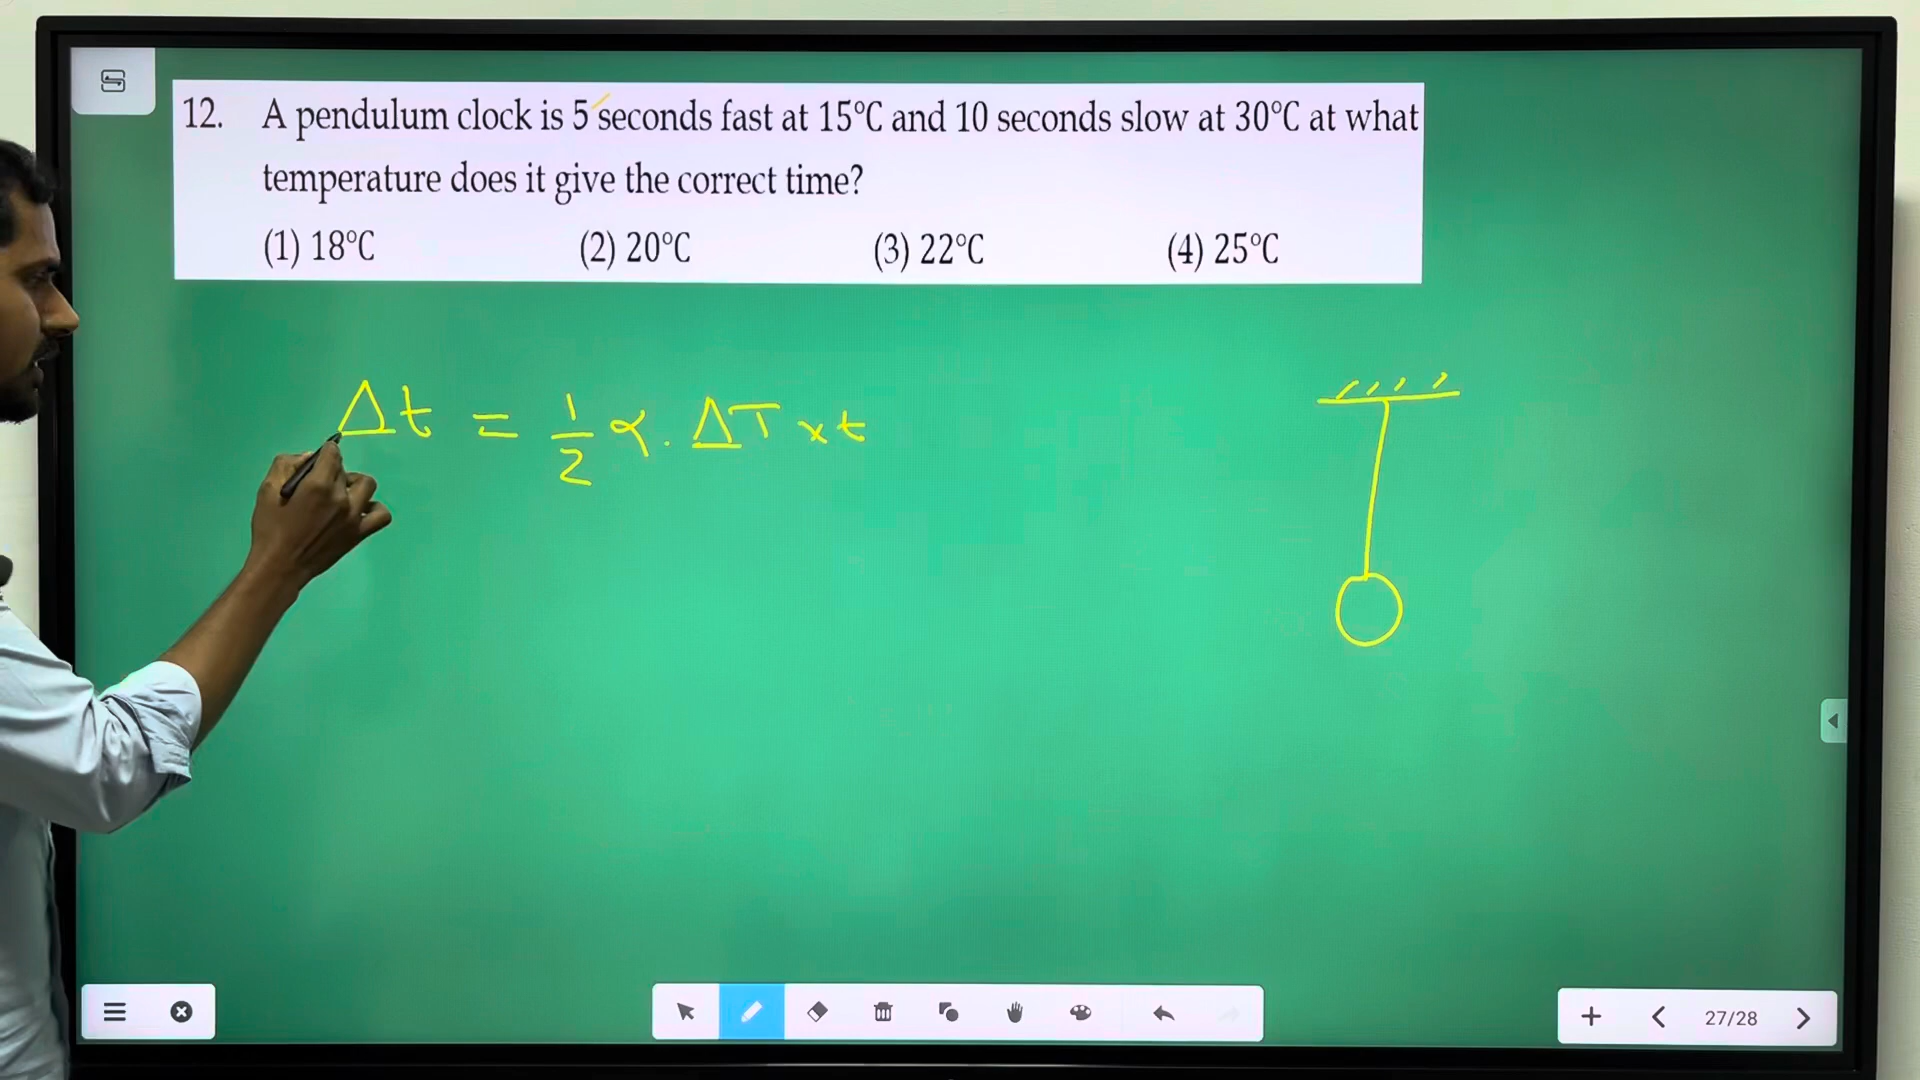 12. A pendulum clock is 5 seconds fast at 15°C and 10 seconds slow at 30°C at what
temperature does it give the correct time?
(1) 18°C (2) 20°C (3) 22°C (4) 25°C
Δt = 1/2 α . ΔT × t
27/28